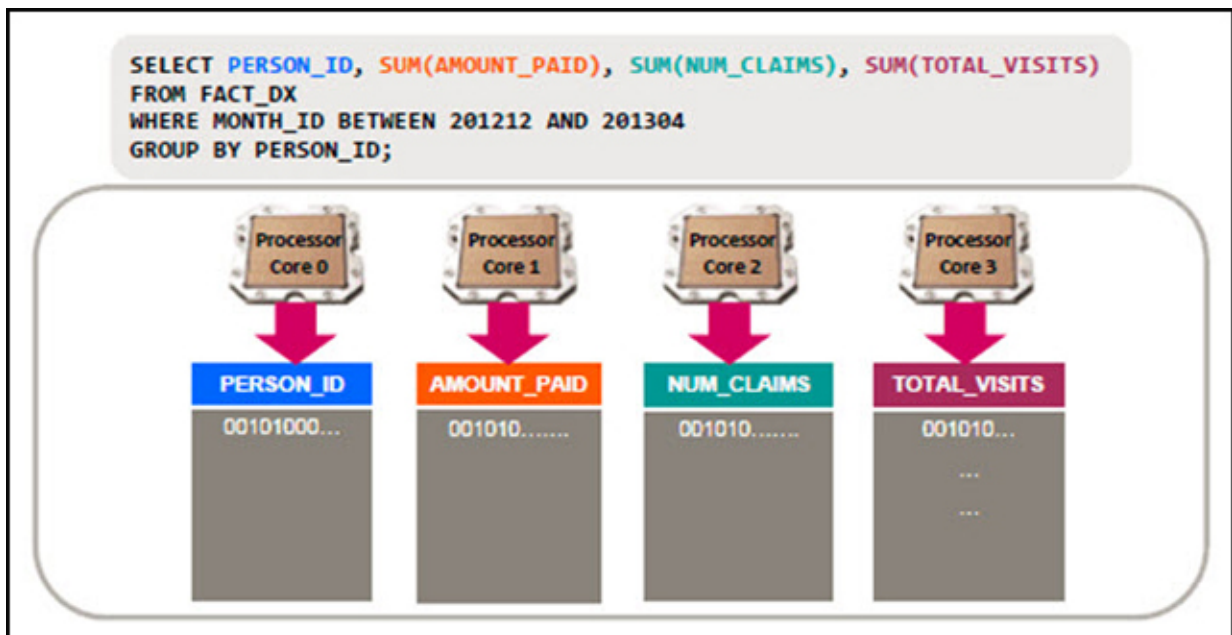 SELECT PERSON_ID, SUM(AMOUNT_PAID), SUM(NUM_CLAIMS), SUM(TOTAL_VISITS)
FROM FACT_DX
WHERE MONTH_ID BETWEEN 201212 AND 201304
GROUP BY PERSON_ID;
Processor
Core 0
Processor
Core 1
Processor
Core 2
Processor
Core 3
PERSON_ID
AMOUNT_PAID
NUM_CLAIMS
TOTAL_VISITS
00101000...
001010.......
001010.......
001010...
...
...